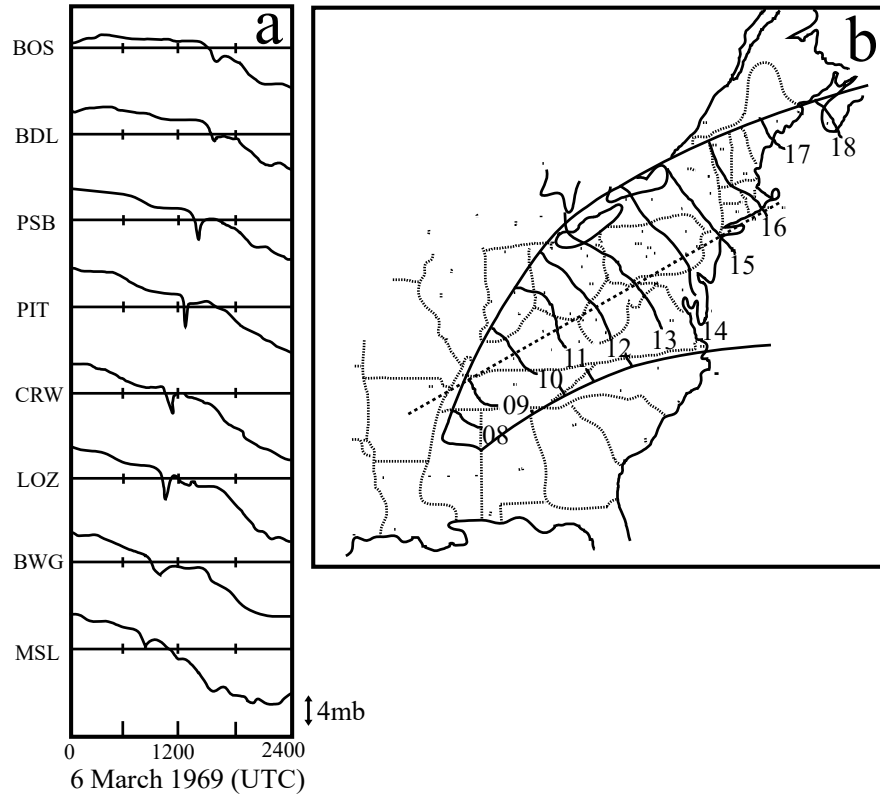 a
BOS
BDL
PSB
PIT
CRW
LOZ
BWG
MSL
4mb
0 1200 2400
6 March 1969 (UTC)
b
18
17
16
15
14
13
12
11
10
09
08